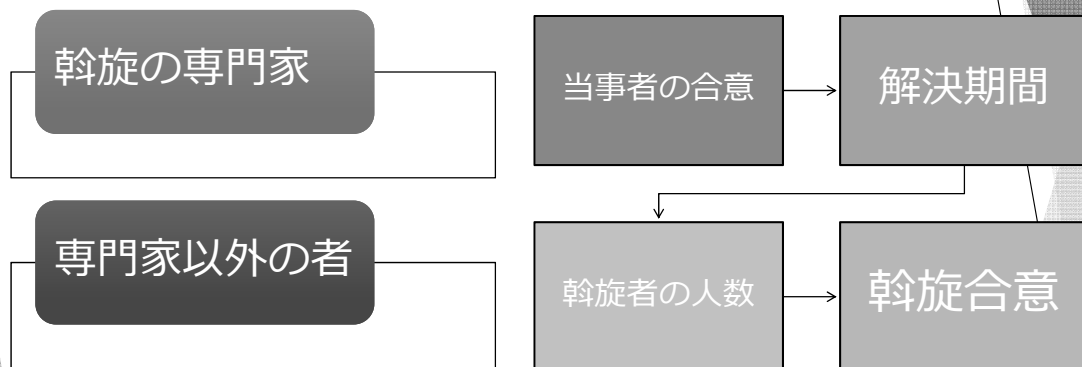 斡旋の専門家
専門家以外の者
当事者の合意
解決期間
斡旋者の人数
斡旋合意